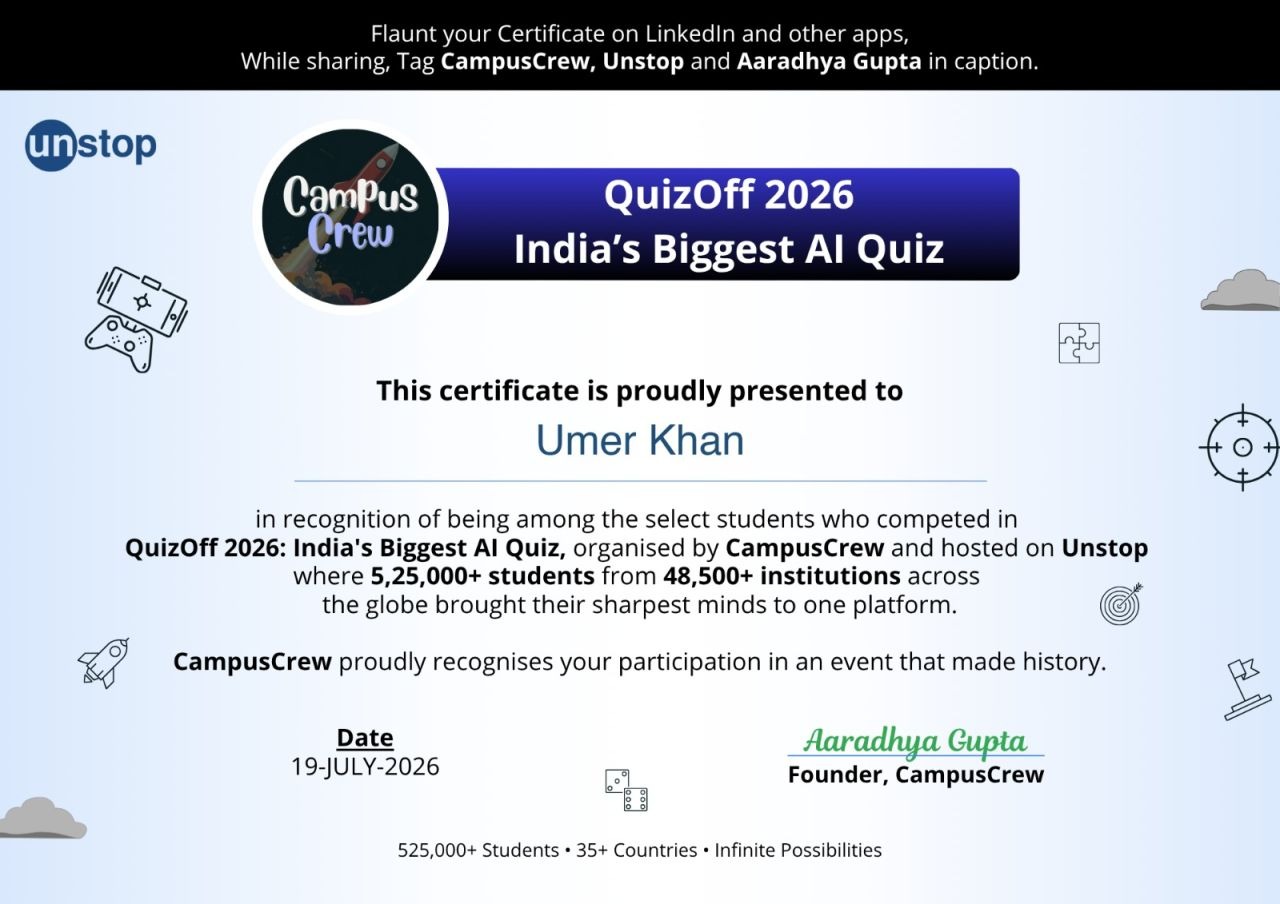 Flaunt your Certificate on LinkedIn and other apps,
While sharing, Tag CampusCrew, Unstop and Aaradhya Gupta in caption.
unstop
Campus
Crew
QuizOff 2026
India’s Biggest AI Quiz
This certificate is proudly presented to
Umer Khan
in recognition of being among the select students who competed in
QuizOff 2026: India's Biggest AI Quiz, organised by CampusCrew and hosted on Unstop
where 5,25,000+ students from 48,500+ institutions across
the globe brought their sharpest minds to one platform.
CampusCrew proudly recognises your participation in an event that made history.
Date
19-JULY-2026
Aaradhya Gupta
Founder, CampusCrew
525,000+ Students • 35+ Countries • Infinite Possibilities